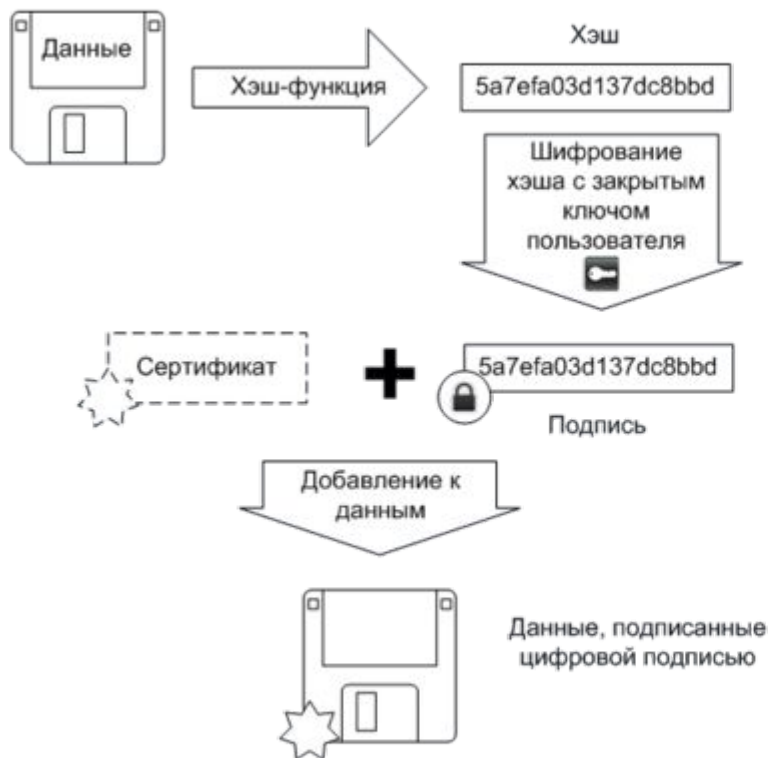 Данные
Хэш-функция
Хэш
5a7efa03d137dc8bbd
Шифрование
хэша с закрытым
ключом
пользователя
Сертификат
5a7efa03d137dc8bbd
Подпись
Добавление к
данным
Данные, подписанные
цифровой подписью